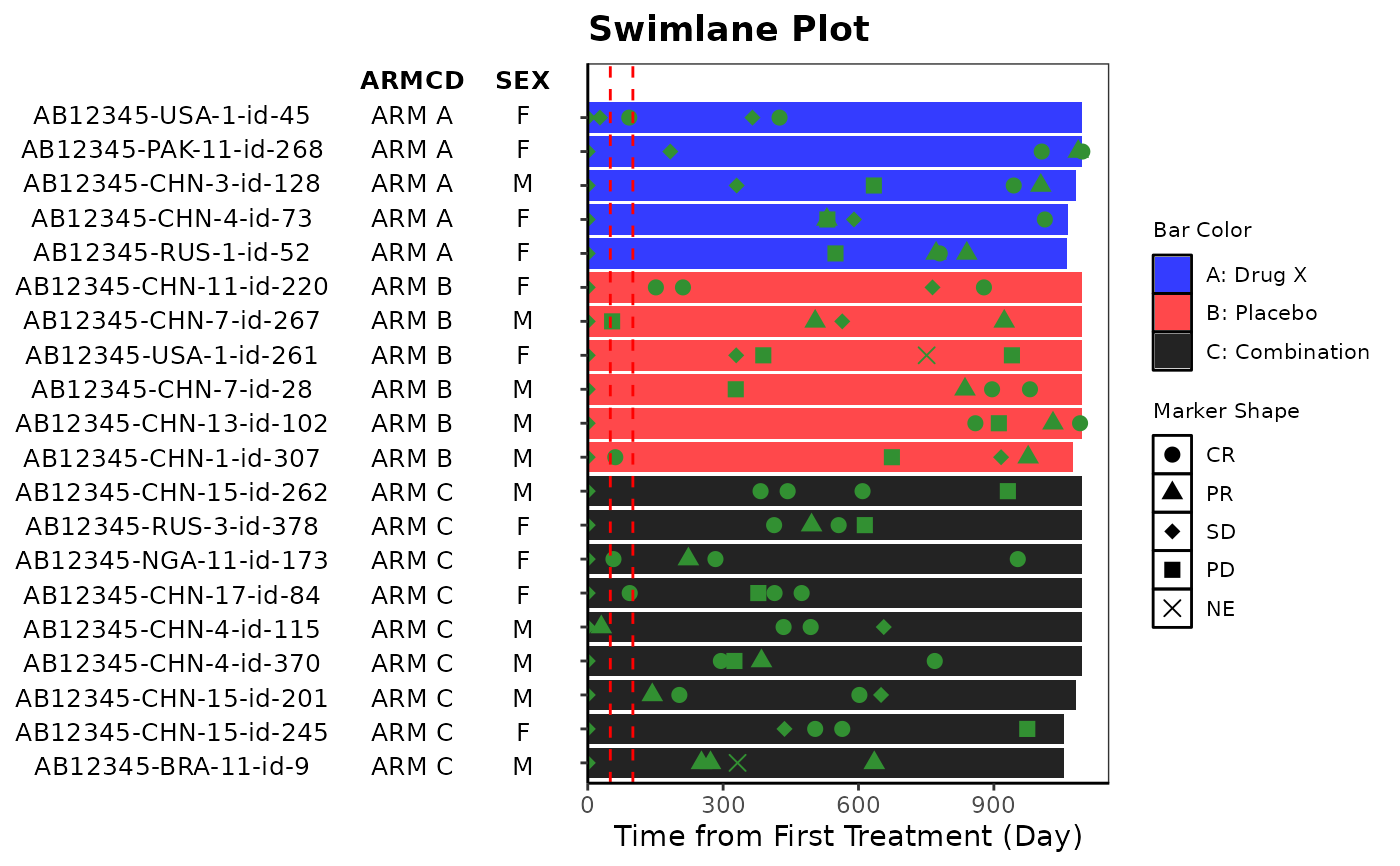 Swimlane Plot
ARMCD SEX
AB12345-USA-1-id-45 ARM A F
AB12345-PAK-11-id-268 ARM A F
AB12345-CHN-3-id-128 ARM A M
AB12345-CHN-4-id-73 ARM A F
AB12345-RUS-1-id-52 ARM A F
AB12345-CHN-11-id-220 ARM B F
AB12345-CHN-7-id-267 ARM B M
AB12345-USA-1-id-261 ARM B F
AB12345-CHN-7-id-28 ARM B M
AB12345-CHN-13-id-102 ARM B M
AB12345-CHN-1-id-307 ARM B M
AB12345-CHN-15-id-262 ARM C M
AB12345-RUS-3-id-378 ARM C F
AB12345-NGA-11-id-173 ARM C F
AB12345-CHN-17-id-84 ARM C F
AB12345-CHN-4-id-115 ARM C M
AB12345-CHN-4-id-370 ARM C M
AB12345-CHN-15-id-201 ARM C M
AB12345-CHN-15-id-245 ARM C F
AB12345-BRA-11-id-9 ARM C M
0 300 600 900
Time from First Treatment (Day)
Bar Color
A: Drug X
B: Placebo
C: Combination
Marker Shape
CR
PR
SD
PD
NE